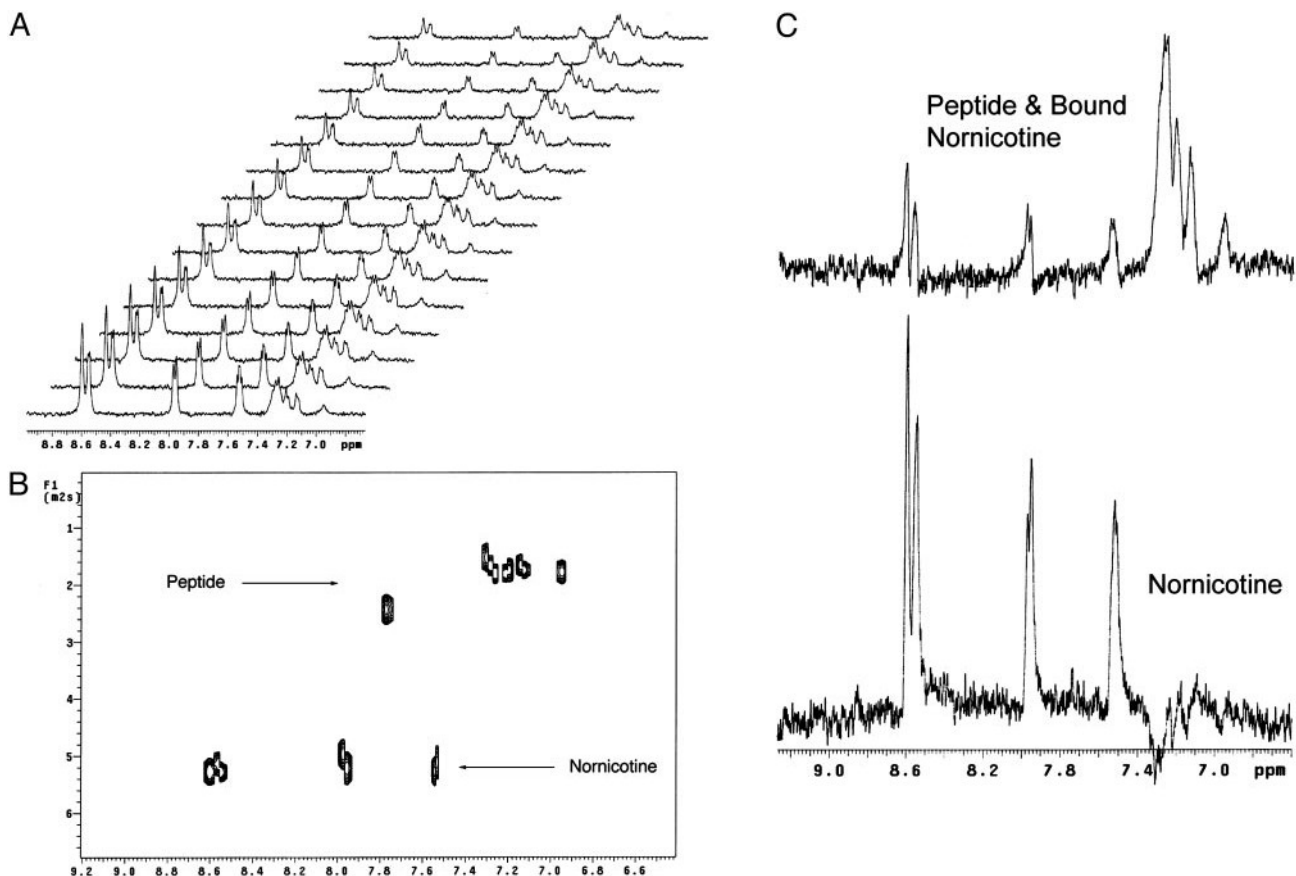 A
8.8 8.6 8.4 8.2 8.0 7.8 7.6 7.4 7.2 7.0 ppm
B
F1
(m2s)
1
2
3
4
5
6
Peptide
Nornicotine
9.2 9.0 8.8 8.6 8.4 8.2 8.0 7.8 7.6 7.4 7.2 7.0 6.8 6.6
C
Peptide & Bound
Nornicotine
Nornicotine
9.0 8.6 8.2 7.8 7.4 7.0 ppm